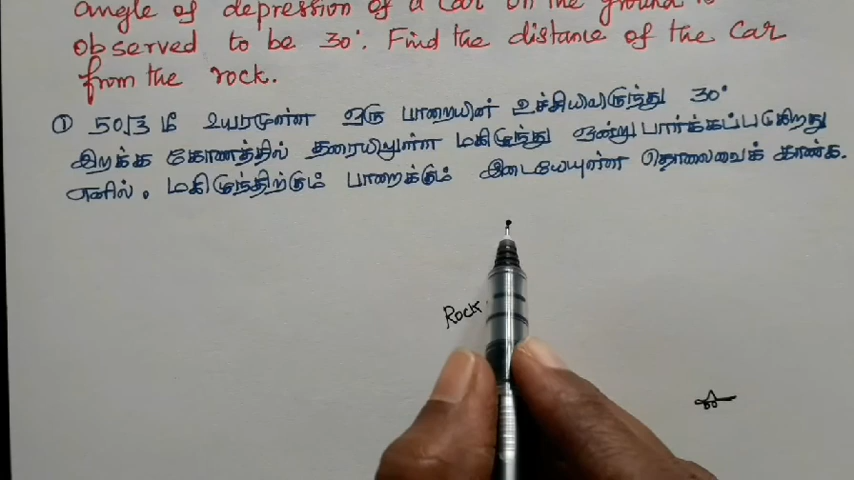 angle of depression of a car on the ground is
observed to be 30°. Find the distance of the car
from the rock.
① 50√3 மீ உயரமுள்ள ஒரு பாறையின் உச்சியிலிருந்து 30°
இறக்க கோணத்தில் தரையிலுள்ள மகிழுந்து ஒன்று பார்க்கப்படுகிறது
எனில். மகிழுந்திற்கும் பாறைக்கும் இடையேயுள்ள தொலைவைக் காண்க.
Rock